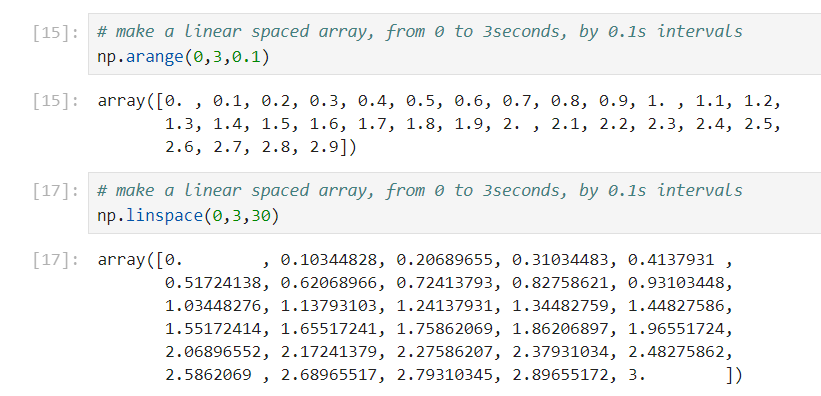 [15]: # make a linear spaced array, from 0 to 3seconds, by 0.1s intervals
np.arange(0,3,0.1)
[15]: array([0. , 0.1, 0.2, 0.3, 0.4, 0.5, 0.6, 0.7, 0.8, 0.9, 1. , 1.1, 1.2,
1.3, 1.4, 1.5, 1.6, 1.7, 1.8, 1.9, 2. , 2.1, 2.2, 2.3, 2.4, 2.5,
2.6, 2.7, 2.8, 2.9])
[17]: # make a linear spaced array, from 0 to 3seconds, by 0.1s intervals
np.linspace(0,3,30)
[17]: array([0.        , 0.10344828, 0.20689655, 0.31034483, 0.4137931 ,
0.51724138, 0.62068966, 0.72413793, 0.82758621, 0.93103448,
1.03448276, 1.13793103, 1.24137931, 1.34482759, 1.44827586,
1.55172414, 1.65517241, 1.75862069, 1.86206897, 1.96551724,
2.06896552, 2.17241379, 2.27586207, 2.37931034, 2.48275862,
2.5862069 , 2.68965517, 2.79310345, 2.89655172, 3.        ])